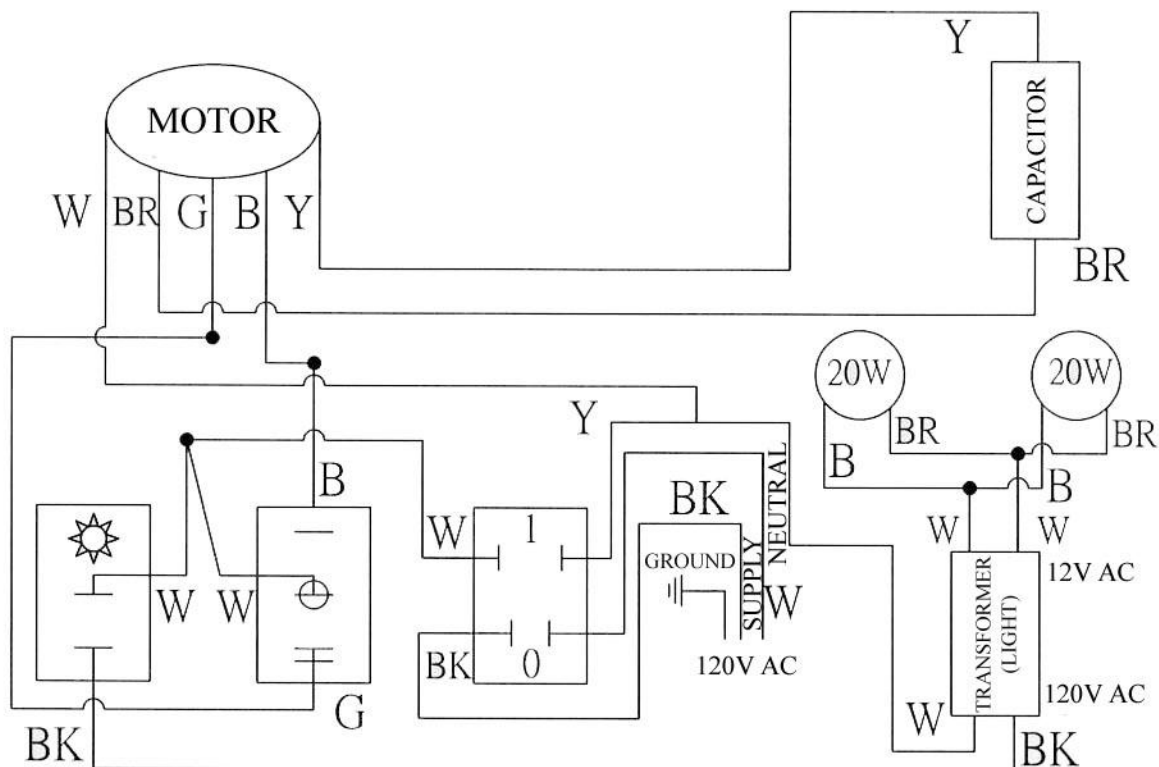 Y
MOTOR
CAPACITOR
W BR G B Y
BR
20W 20W
Y
BR BR
B B
B
BK
NEUTRAL
W
1
W W
GROUND
SUPPLY
12V AC
W W
W
TRANSFORMER
(LIGHT)
BK
0
120V AC
120V AC
G
W
BK
BK